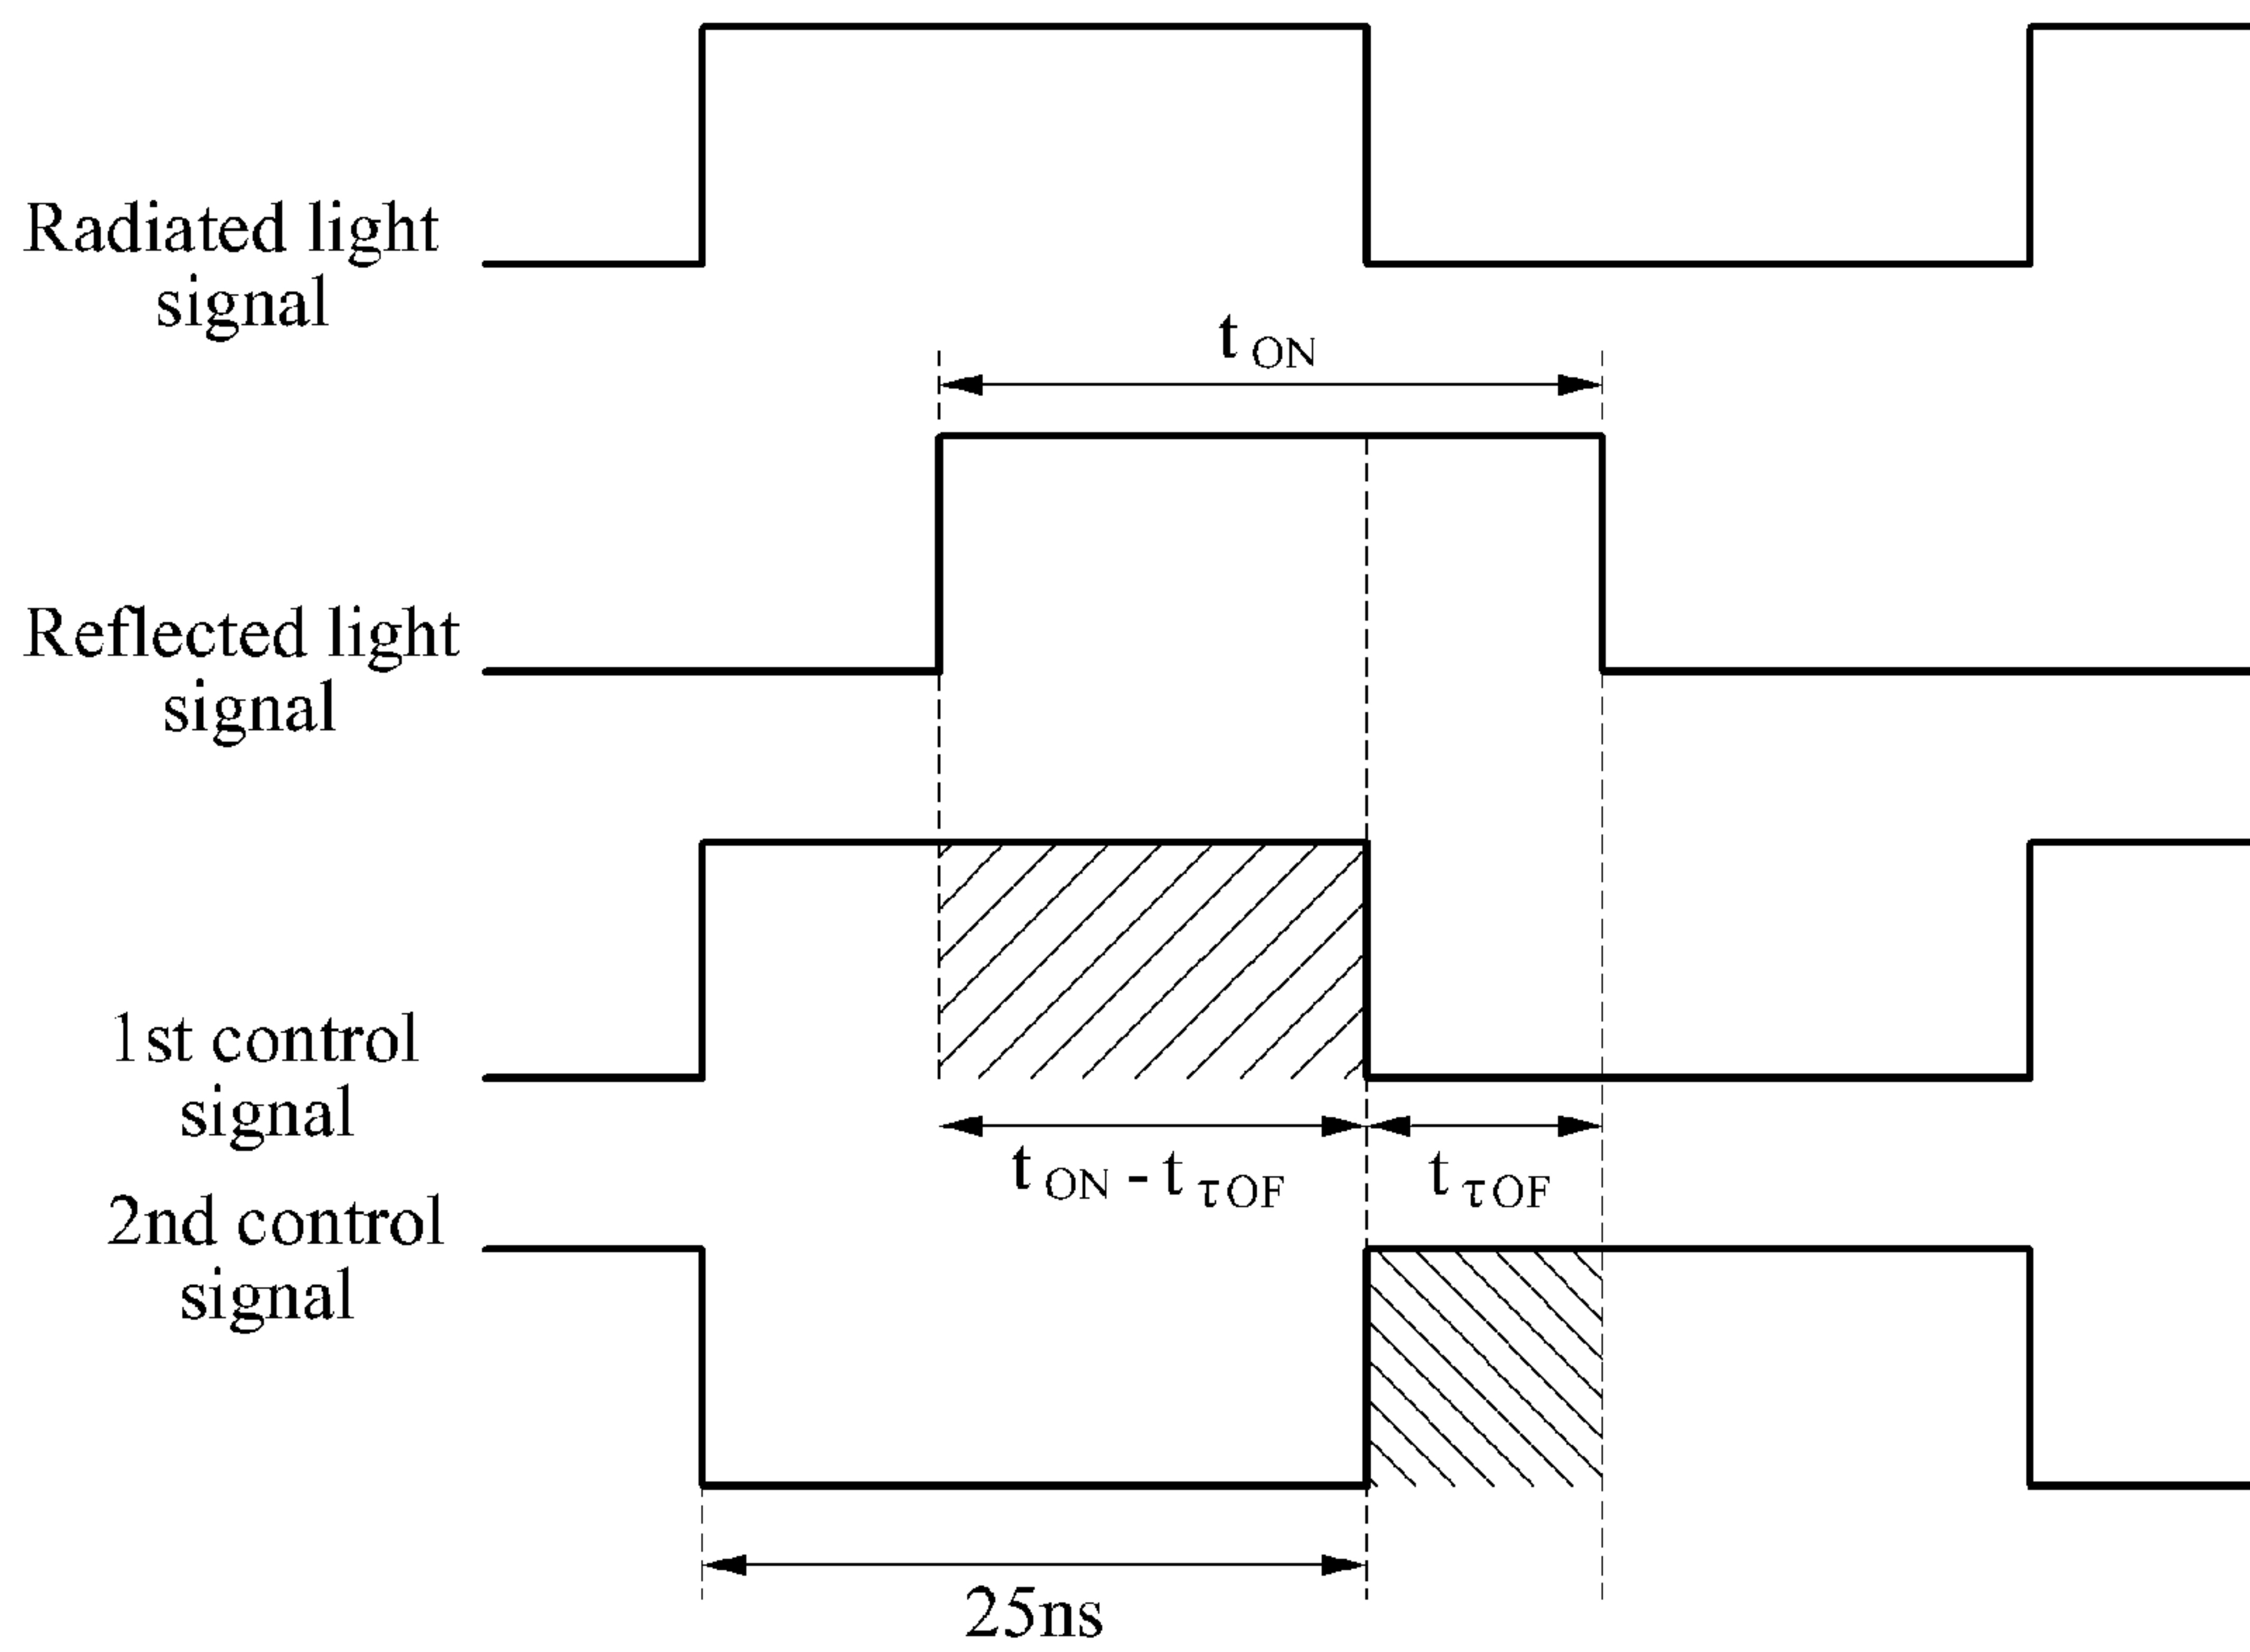 Radiated light
signal
t ON
Reflected light
signal
1st control
signal
t ON - t τOF
t τOF
2nd control
signal
25ns